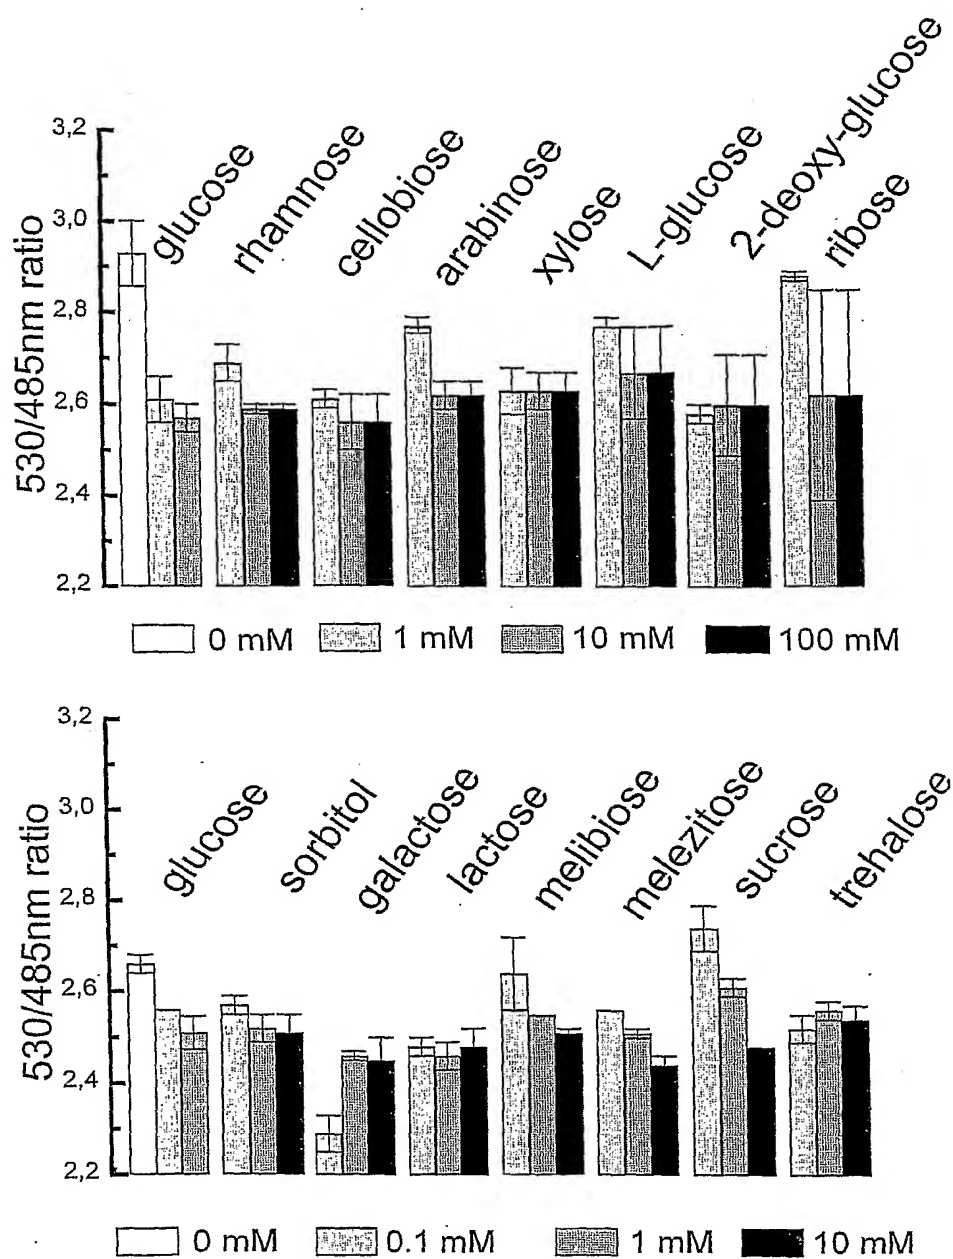 530/485nm ratio
3,2
3,0
2,8
2,6
2,4
2,2
glucose
rhamnose
cellobiose
arabinose
xylose
L-glucose
2-deoxy-glucose
ribose
0 mM 1 mM 10 mM 100 mM
530/485nm ratio
3,2
3,0
2,8
2,6
2,4
2,2
glucose
sorbitol
galactose
lactose
melibiose
melezitose
sucrose
trehalose
0 mM 0.1 mM 1 mM 10 mM